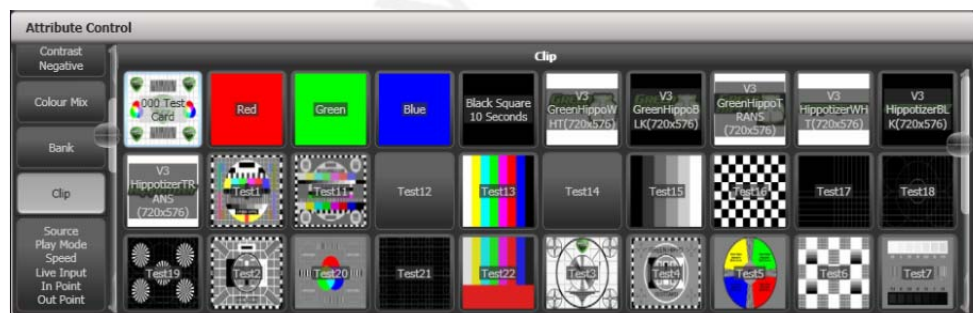 Attribute Control
Contrast
Negative
Colour Mix
Bank
Clip
Source
Play Mode
Speed
Live Input
In Point
Out Point
Clip
000 Test
Card
Red
Green
Blue
Black Square
10 Seconds
V3
GreenHippoW
HT(720x576)
V3
GreenHippoB
LK(720x576)
V3
GreenHippoT
RANS
(720x576)
V3
HippotizerWH
T(720x576)
V3
HippotizerBL
K(720x576)
V3
HippotizerTR
ANS
(720x576)
Test1
Test11
Test12
Test13
Test14
Test15
Test16
Test17
Test18
Test19
Test2
Test20
Test21
Test22
Test3
Test4
Test5
Test6
Test7